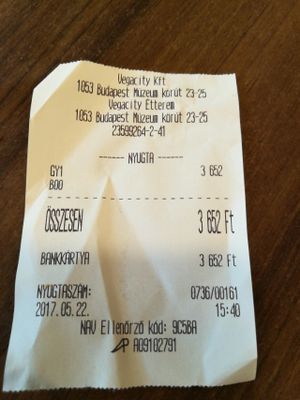 Vegacity Kft
1053 Budapest Múzeum körút 23-25
Vegacity Étterem
1053 Budapest Múzeum körút 23-25
23599264-2-41
------ NYUGTA ------
GY1 3 652
B00
ÖSSZESEN 3 652 Ft
BANKKÁRTYA 3 652 Ft
NYUGTASZÁM: 0736/00161
2017.05.22. 15:40
NAV Ellenőrző kód: 9C5BA
AP A09102791